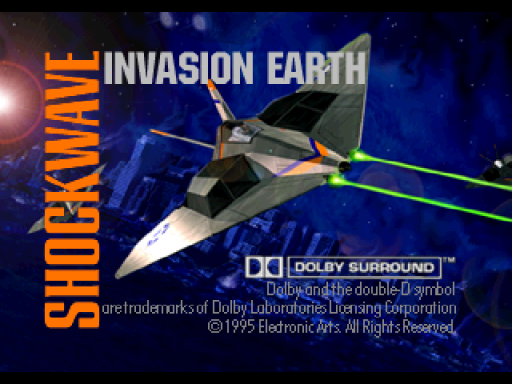 SHOCKWAVE
INVASION EARTH
DOLBY SURROUND™
Dolby and the double-D symbol
are trademarks of Dolby Laboratories Licensing Corporation
©1995 Electronic Arts. All Rights Reserved.